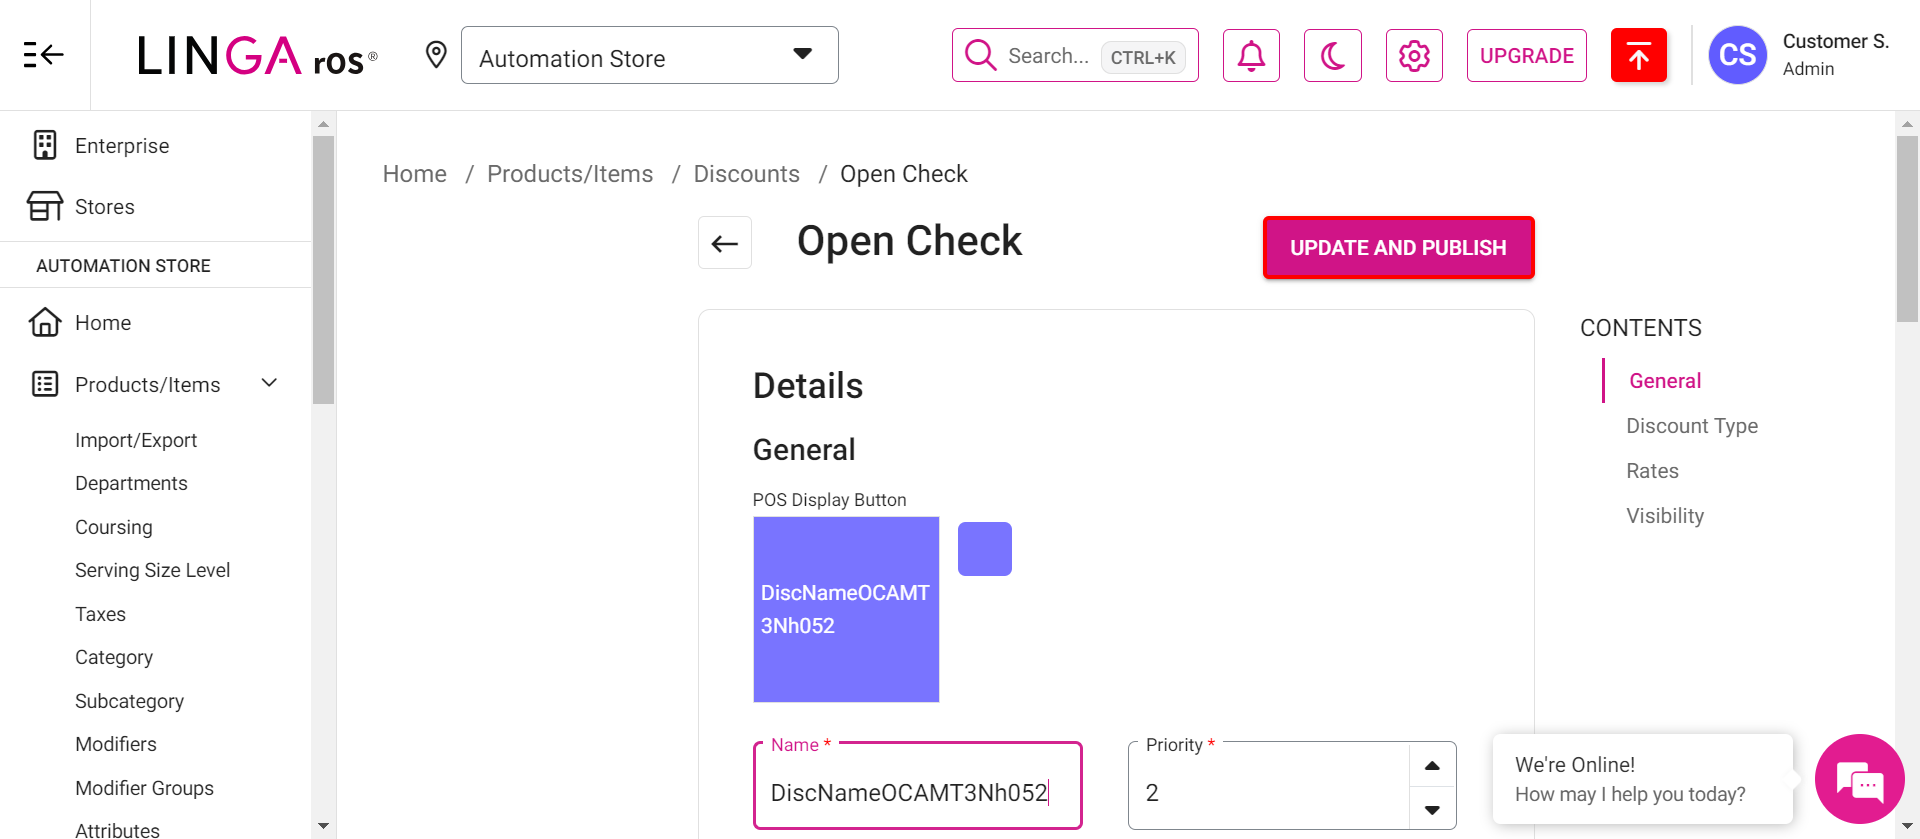 LINGA ros®
Automation Store
Search... CTRL+K
UPGRADE
CS
Customer S.
Admin
Enterprise
Stores
AUTOMATION STORE
Home
Products/Items
Import/Export
Departments
Coursing
Serving Size Level
Taxes
Category
Subcategory
Modifiers
Modifier Groups
Attributes
Home / Products/Items / Discounts / Open Check
Open Check
UPDATE AND PUBLISH
Details
General
POS Display Button
DiscNameOCAMT
3Nh052
Name *
DiscNameOCAMT3Nh052
Priority *
2
CONTENTS
General
Discount Type
Rates
Visibility
We're Online!
How may I help you today?